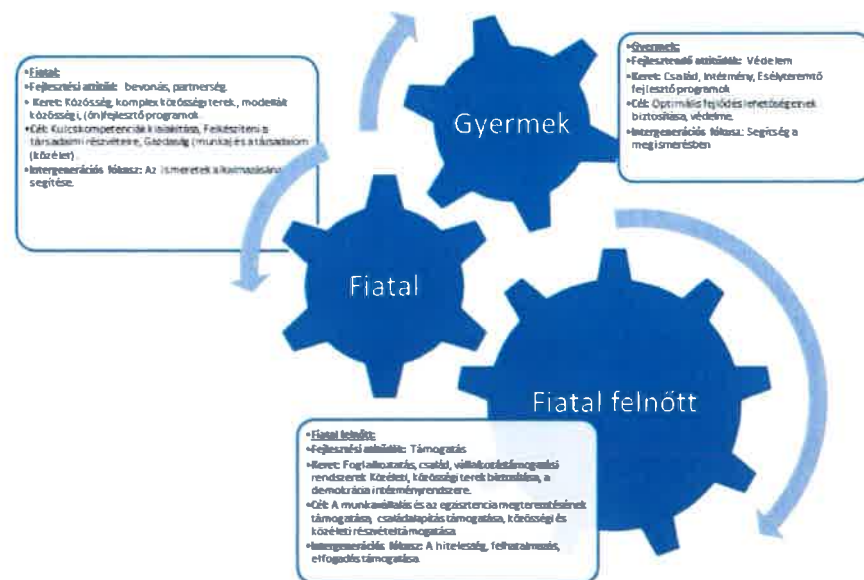 •Fiatal:
•Fejlesztési attitűd: bevonás, partnerség.
• Keret: Közösség, komplex közösségi terek, modellált
közösségi, (ön)fejlesztő programok
•Cél: Kulcskompetenciák kialakítása, Felkészíteni a
társadalmi részvételre, Gazdaság (munka) és a társadalom
(közélet).
•Intergenerációs fókusz: Az ismeretek alkalmazásának
segítése.
Gyermek
•Gyermek:
•Fejlesztendő attitűdök: Védelem
•Keret: Család, Intézmény, Esélyteremtő
fejlesztő programok
•Cél: Optimális fejlődés lehetőségeinek
biztosítása, védelme.
•Intergenerációs fókusz: Segítség a
megismerésben
Fiatal
Fiatal felnőtt
•Fiatal felnőtt:
•Fejlesztési attitűdök: Támogatás
•Keret: Foglalkoztatás, család, vállalkozástámogatási
rendszerek Közéleti, közösségi terek biztosítása, a
demokrácia intézményrendszere.
•Cél: A munkavállalás és az egzisztencia megteremtésének
támogatása, családalapítás támogatása, közösségi és
közéleti részvétel támogatása
•Intergenerációs fókusz: A hitelesség, felhatalmazás,
elfogadás támogatása.